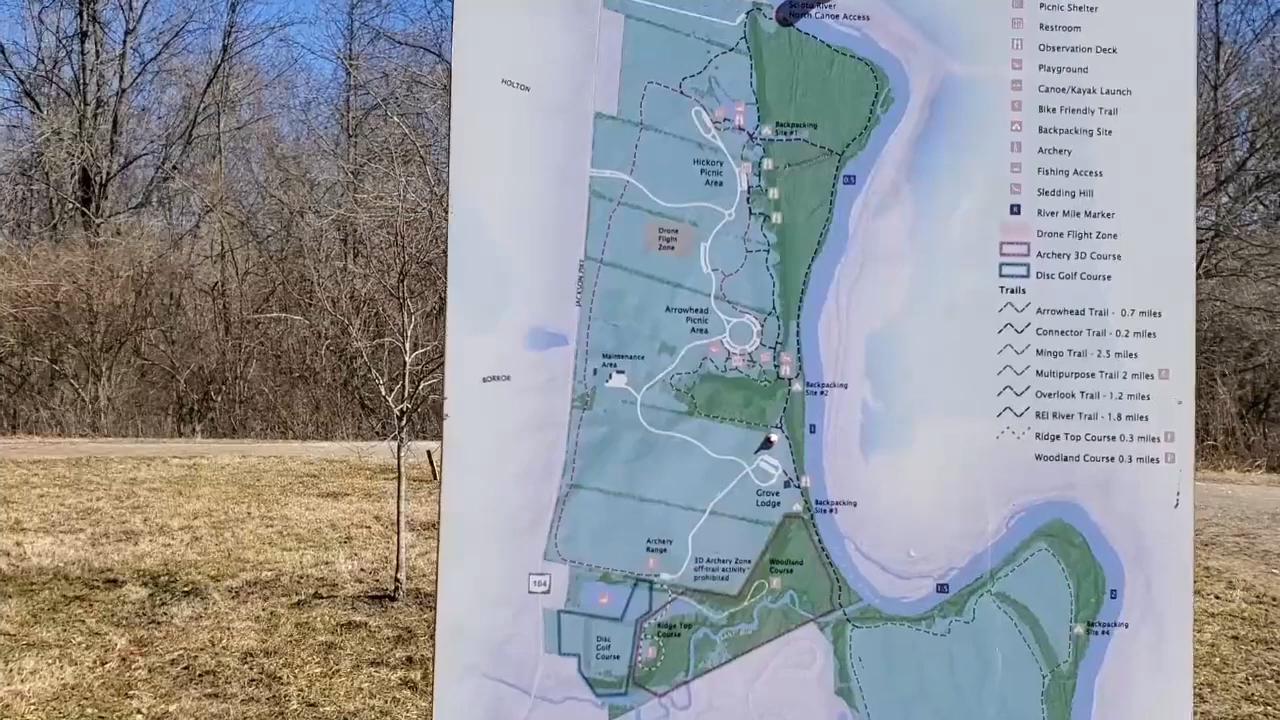 Scioto River
North Canoe Access
HOLTON
Backpacking
Site #1
Hickory
Picnic
Area
0.5
Drone
Flight
Zone
JACKSON PIKE
Arrowhead
Picnic
Area
Maintenance
Area
BORROR
Backpacking
Site #2
1
Grove
Lodge
Backpacking
Site #3
Archery
Range
3D Archery Zone
off-trail activity
prohibited
Woodland
Course
104
1.5
2
Backpacking
Site #4
Ridge Top
Course
Disc
Golf
Course
Picnic Shelter
Restroom
Observation Deck
Playground
Canoe/Kayak Launch
Bike Friendly Trail
Backpacking Site
Archery
Fishing Access
Sledding Hill
R River Mile Marker
Drone Flight Zone
Archery 3D Course
Disc Golf Course
Trails
Arrowhead Trail - 0.7 miles
Connector Trail - 0.2 miles
Mingo Trail - 2.5 miles
Multipurpose Trail 2 miles
Overlook Trail - 1.2 miles
REI River Trail - 1.8 miles
Ridge Top Course 0.3 miles
Woodland Course 0.3 miles